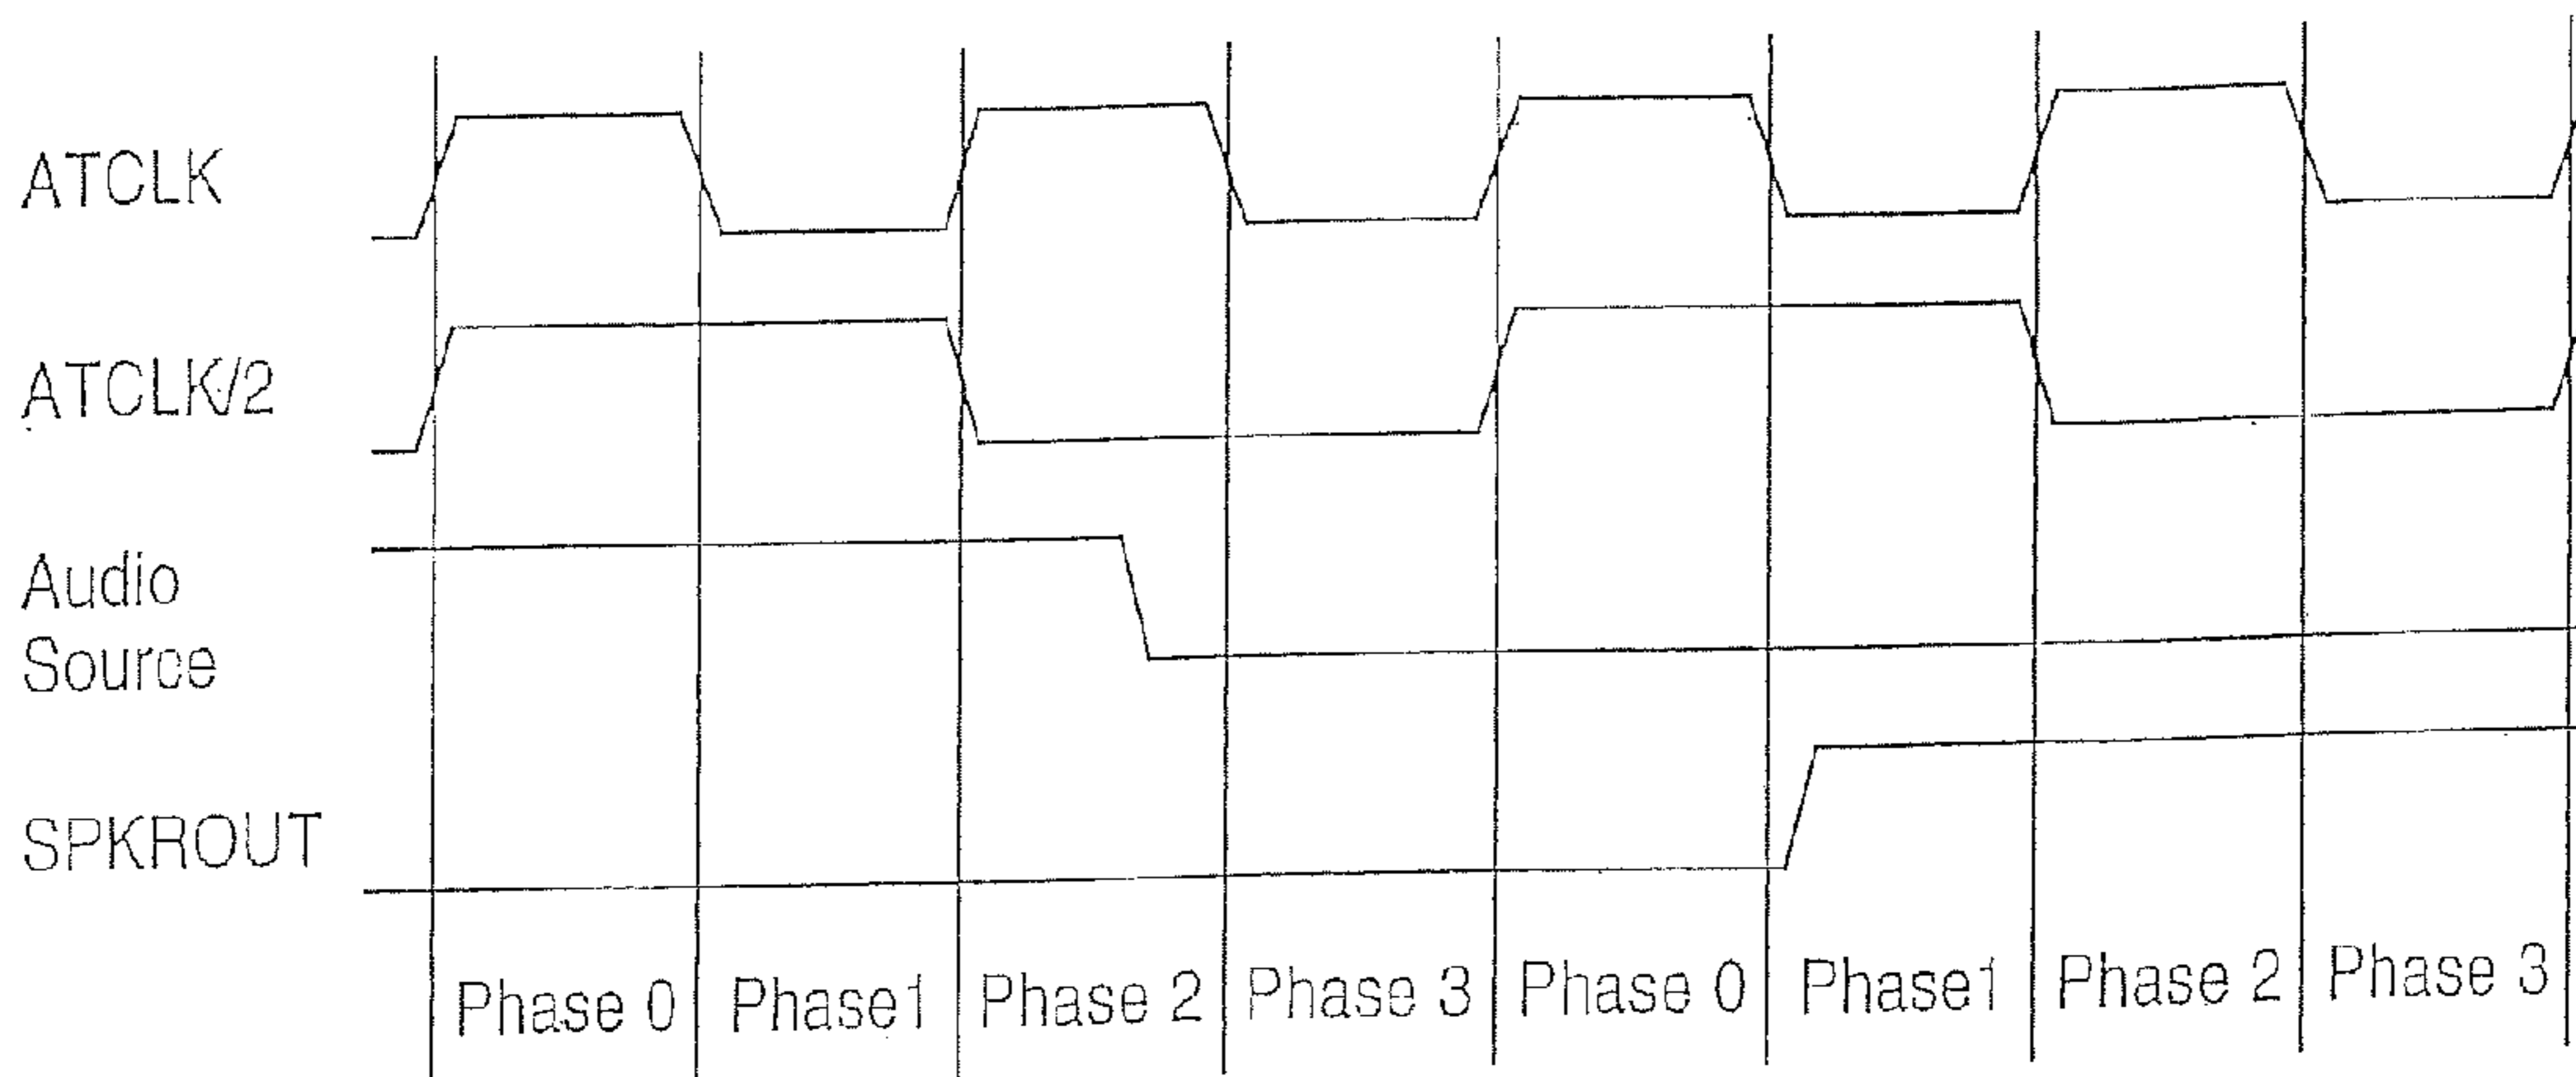 ATCLK
ATCLK/2
Audio
Source
SPKROUT
Phase 0 Phase1 Phase 2 Phase 3 Phase 0 Phase1 Phase 2 Phase 3